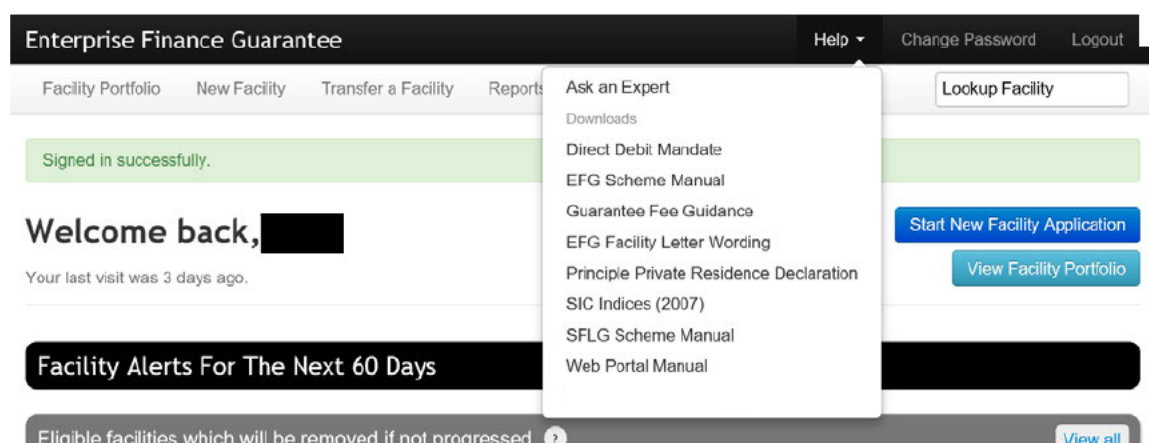 Enterprise Finance Guarantee Help Change Password Logout
Facility Portfolio New Facility Transfer a Facility Reports Lookup Facility
Ask an Expert
Downloads
Direct Debit Mandate
EFG Scheme Manual
Guarantee Fee Guidance
EFG Facility Letter Wording
Principle Private Residence Declaration
SIC Indices (2007)
SFLG Scheme Manual
Web Portal Manual
Signed in successfully.
Welcome back,
Your last visit was 3 days ago.
Start New Facility Application
View Facility Portfolio
Facility Alerts For The Next 60 Days
Eligible facilities which will be removed if not progressed ? View all